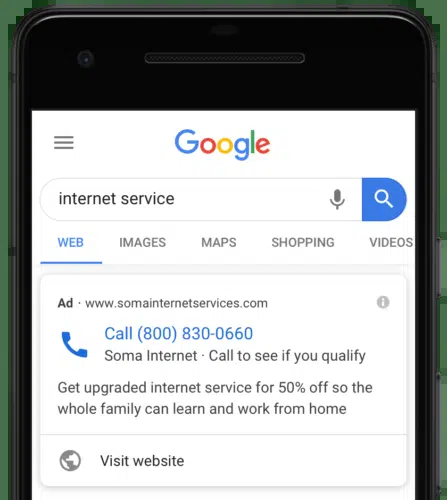 Google
internet service
WEB IMAGES MAPS SHOPPING VIDEOS
Ad · www.somainternetservices.com
Call (800) 830-0660
Soma Internet · Call to see if you qualify
Get upgraded internet service for 50% off so the
whole family can learn and work from home
Visit website